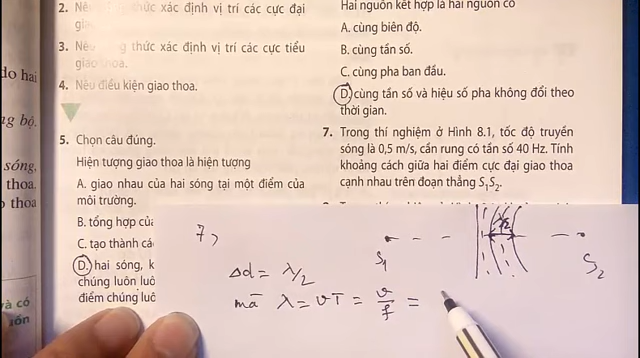 2. thức xác định vị trí các cực đại
3. Nêu thức xác định vị trí các cực tiểu
giao thoa.
4. Nêu điều kiện giao thoa.
5. Chọn câu đúng.
Hiện tượng giao thoa là hiện tượng
A. giao nhau của hai sóng tại một điểm của
môi trường.
B. tổng hợp
C. tạo thành
D. hai sóng, k
chúng luôn
điểm chúng
do hai
bộ.
sóng,
thoa.
thoa
và có
Hai nguồn kết hợp là hai nguồn có
A. cùng biên độ.
B. cùng tần số.
C. cùng pha ban đầu.
D. cùng tần số và hiệu số pha không đổi theo
thời gian.
7. Trong thí nghiệm ở Hình 8.1, tốc độ truyền
sóng là 0,5 m/s, cần rung có tần số 40 Hz. Tính
khoảng cách giữa hai điểm cực đại giao thoa
cạnh nhau trên đoạn thẳng S₁S₂.
7,
S₁
λ/2
S₂
Δd = λ/2
mà λ = vT = v/f =